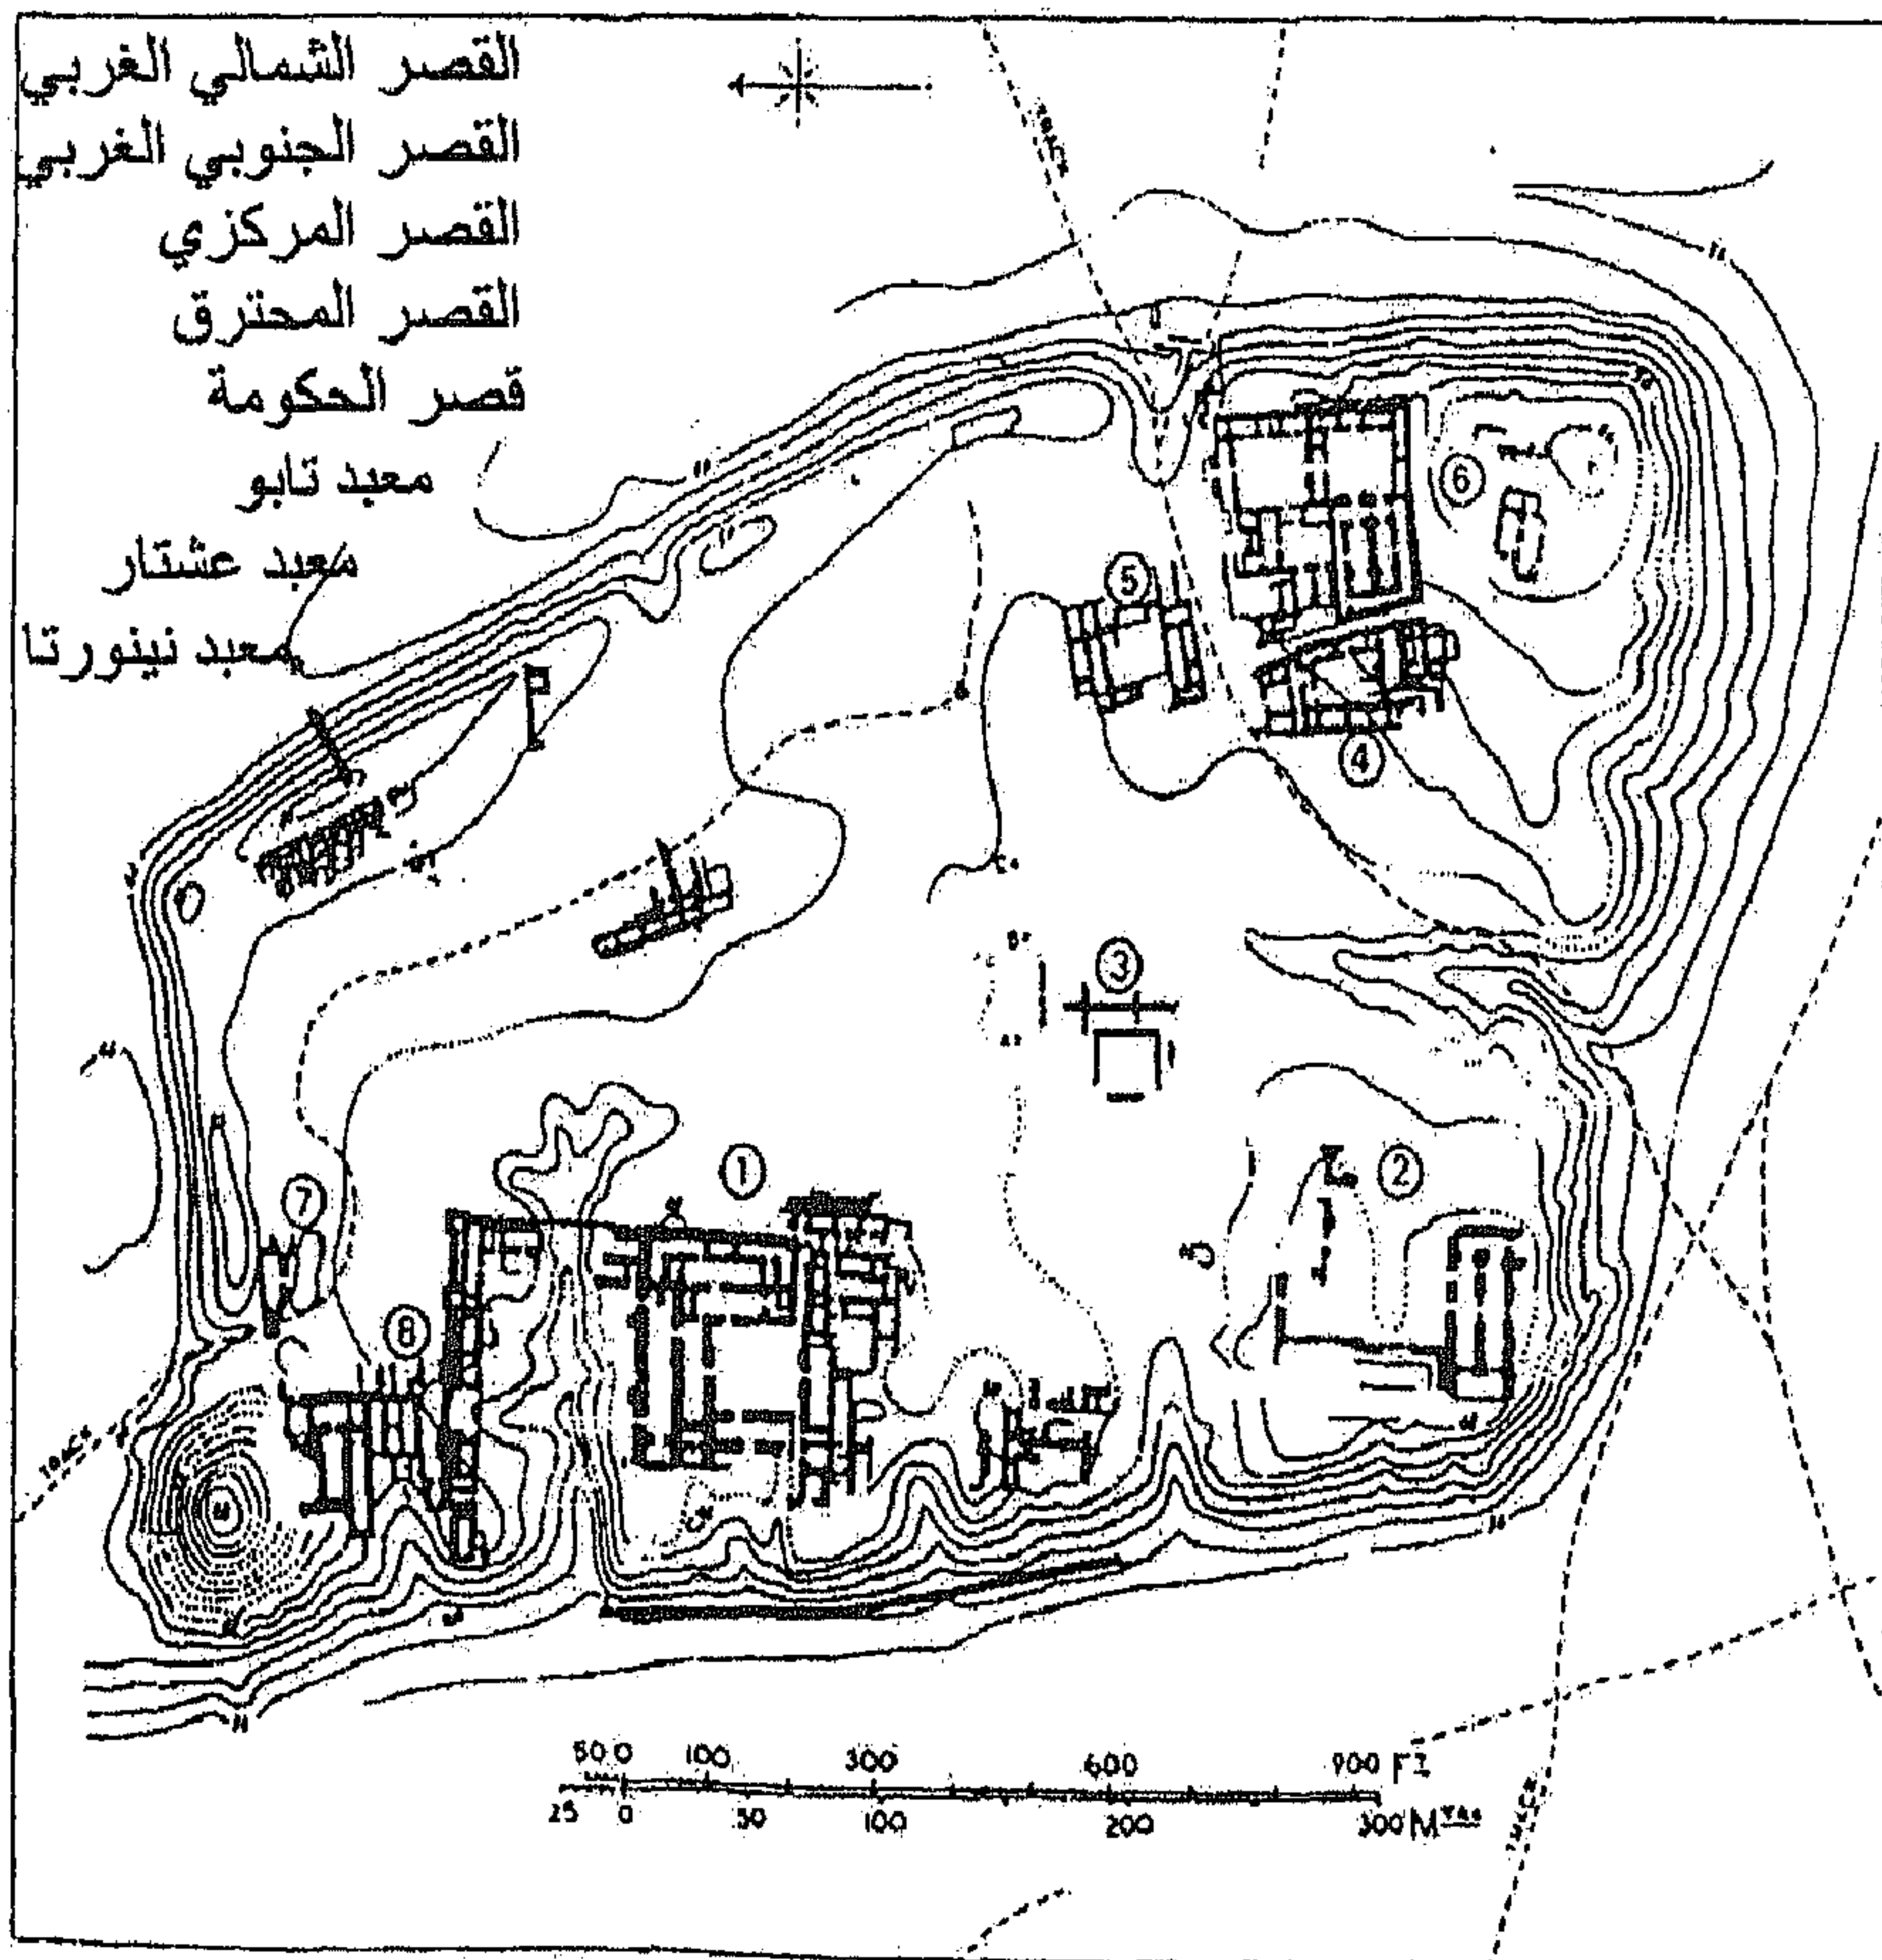 القصر الشمالي الغربي
القصر الجنوبي الغربي
القصر المركزي
القصر المحترق
قصر الحكومة
معبد تابو
معبد عشتار
معبد نينورتا
6
5
4
3
1
2
7
8
50 0 100 300 600 900 FT
25 0 50 100 200 300 M